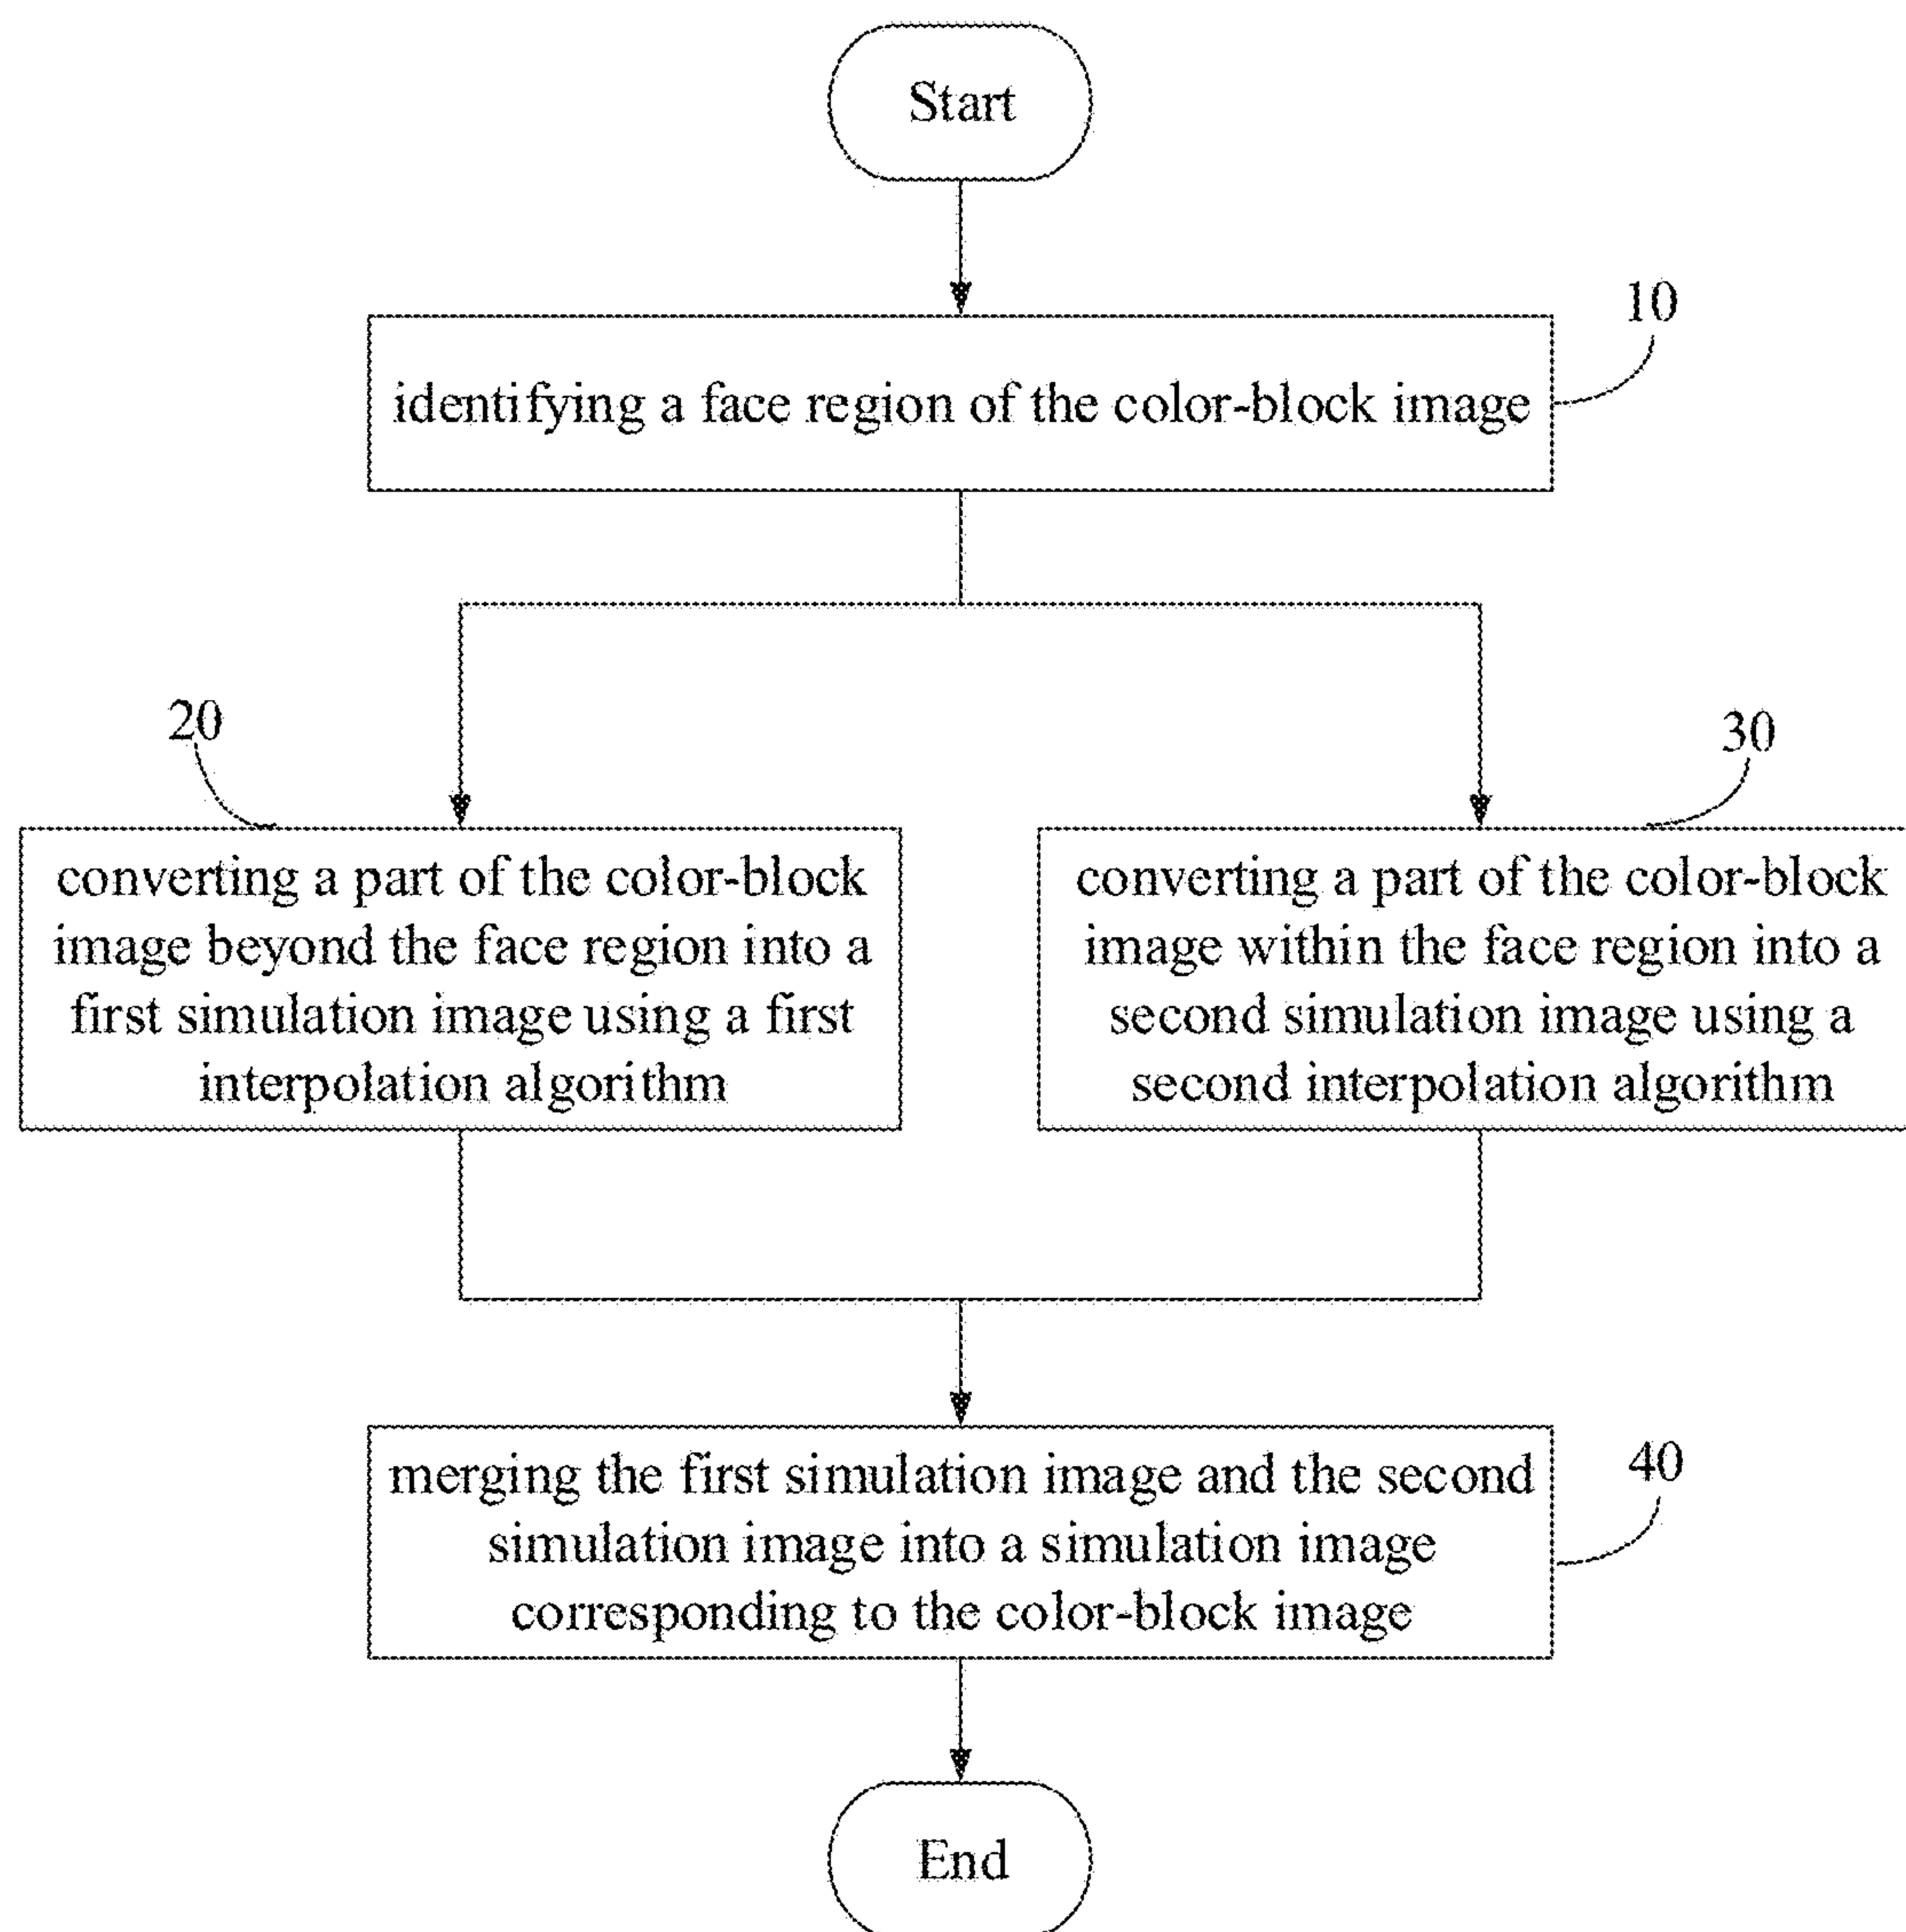 Start
10
identifying a face region of the color-block image
20
30
converting a part of the color-block
image beyond the face region into a
first simulation image using a first
interpolation algorithm
converting a part of the color-block
image within the face region into a
second simulation image using a
second interpolation algorithm
40
merging the first simulation image and the second
simulation image into a simulation image
corresponding to the color-block image
End